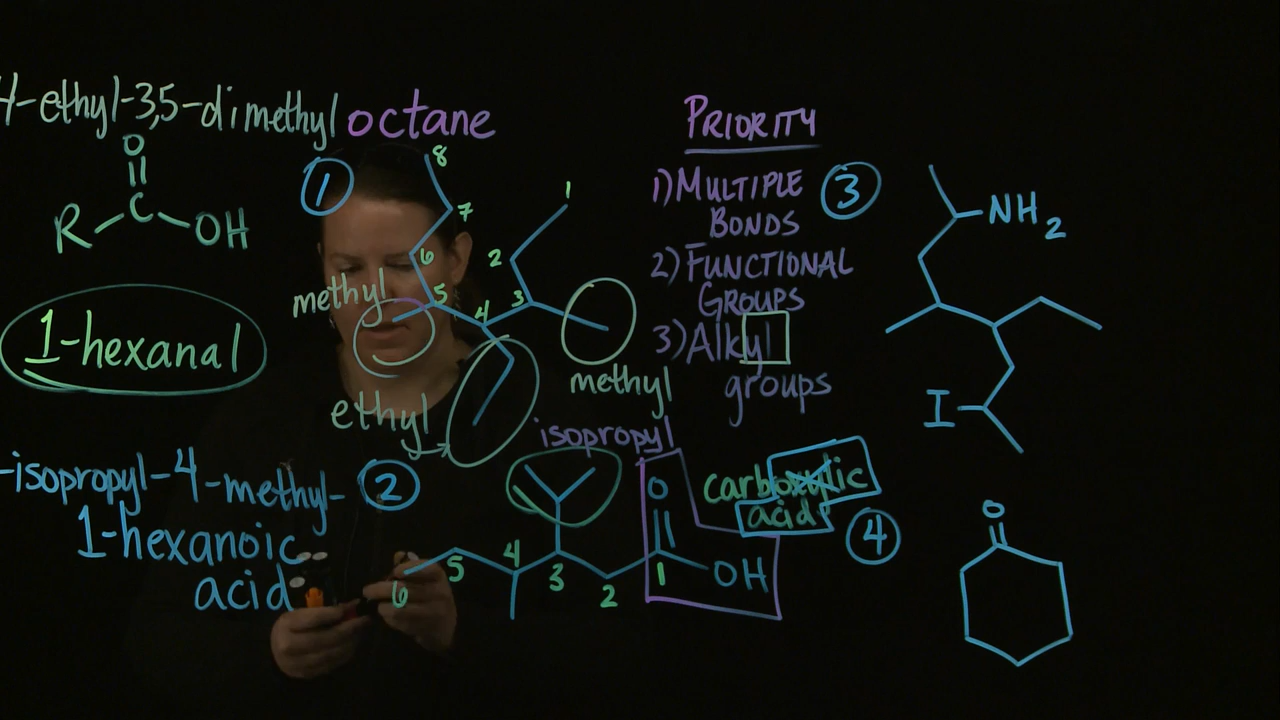 4-ethyl-3,5-dimethyl octane
O
C
R
OH
1-hexanal
-isopropyl-4-methyl-
1-hexanoic
acid
1
8
7
6
5
4
3
2
1
methyl
ethyl
methyl
PRIORITY
1) MULTIPLE
BONDS
2) FUNCTIONAL
GROUPS
3) Alkyl
groups
2
isopropyl
O
OH
carboxylic
acid
6
5
4
3
2
1
3
NH2
I
4
O